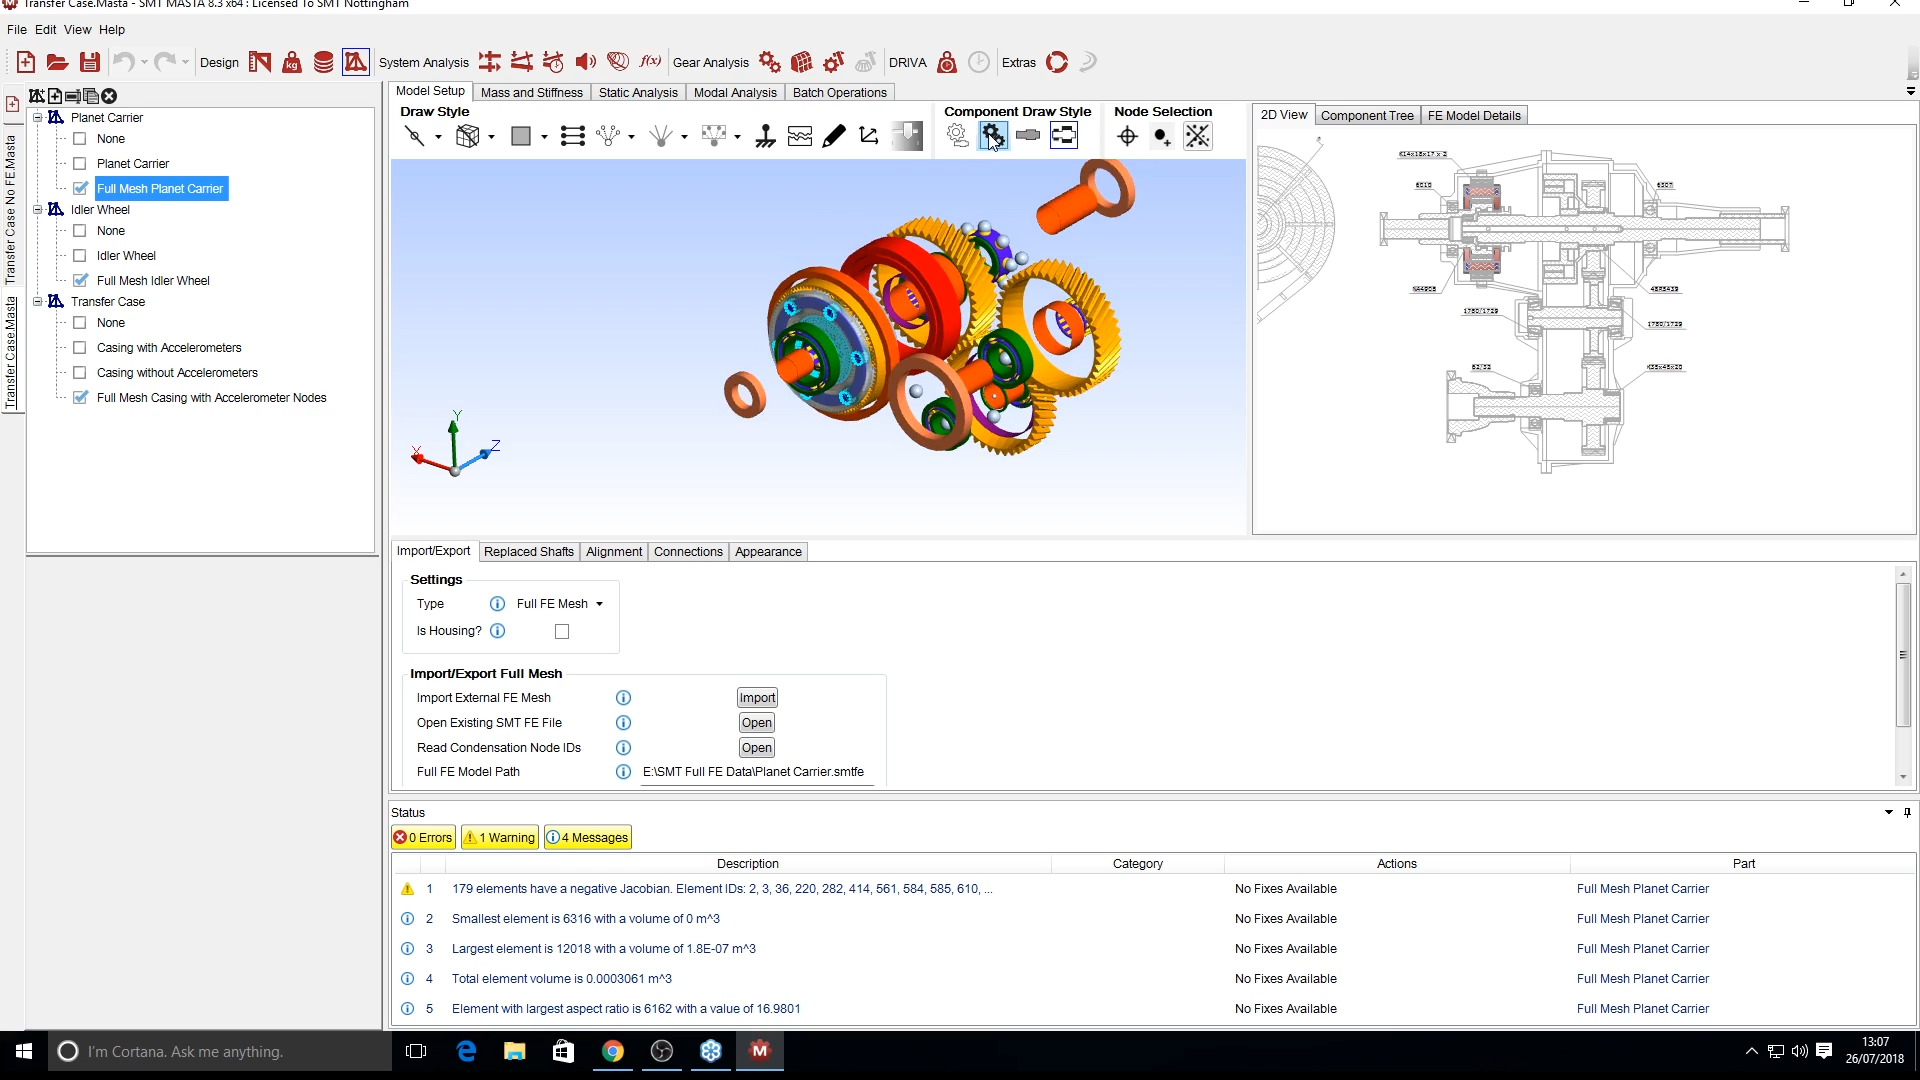 Transfer Case.Masta - SMT MASTA 8.3 x64 : Licensed To SMT Nottingham
File Edit View Help
Design System Analysis f(x) Gear Analysis DRIVA Extras
Transfer Case No FE.Masta
Transfer Case.Masta
Planet Carrier
None
Planet Carrier
Full Mesh Planet Carrier
Idler Wheel
None
Idler Wheel
Full Mesh Idler Wheel
Transfer Case
None
Casing with Accelerometers
Casing without Accelerometers
Full Mesh Casing with Accelerometer Nodes
Model Setup Mass and Stiffness Static Analysis Modal Analysis Batch Operations
Draw Style Component Draw Style Node Selection
Y
X
Z
2D View Component Tree FE Model Details
K14x18x17 x 2
6010
6307
NA4905
1780/1729
1780/1729
62/32
Import/Export Replaced Shafts Alignment Connections Appearance
Settings
Type Full FE Mesh
Is Housing?
Import/Export Full Mesh
Import External FE Mesh Import
Open Existing SMT FE File Open
Read Condensation Node IDs Open
Full FE Model Path E:\SMT Full FE Data\Planet Carrier.smtfe
Status
0 Errors 1 Warning 4 Messages
Description Category Actions Part
1 179 elements have a negative Jacobian. Element IDs: 2, 3, 36, 220, 282, 414, 561, 584, 585, 610, ... No Fixes Available Full Mesh Planet Carrier
2 Smallest element is 6316 with a volume of 0 m^3 No Fixes Available Full Mesh Planet Carrier
3 Largest element is 12018 with a volume of 1.8E-07 m^3 No Fixes Available Full Mesh Planet Carrier
4 Total element volume is 0.0003061 m^3 No Fixes Available Full Mesh Planet Carrier
5 Element with largest aspect ratio is 6162 with a value of 16.9801 No Fixes Available Full Mesh Planet Carrier
I'm Cortana. Ask me anything.
13:07
26/07/2018